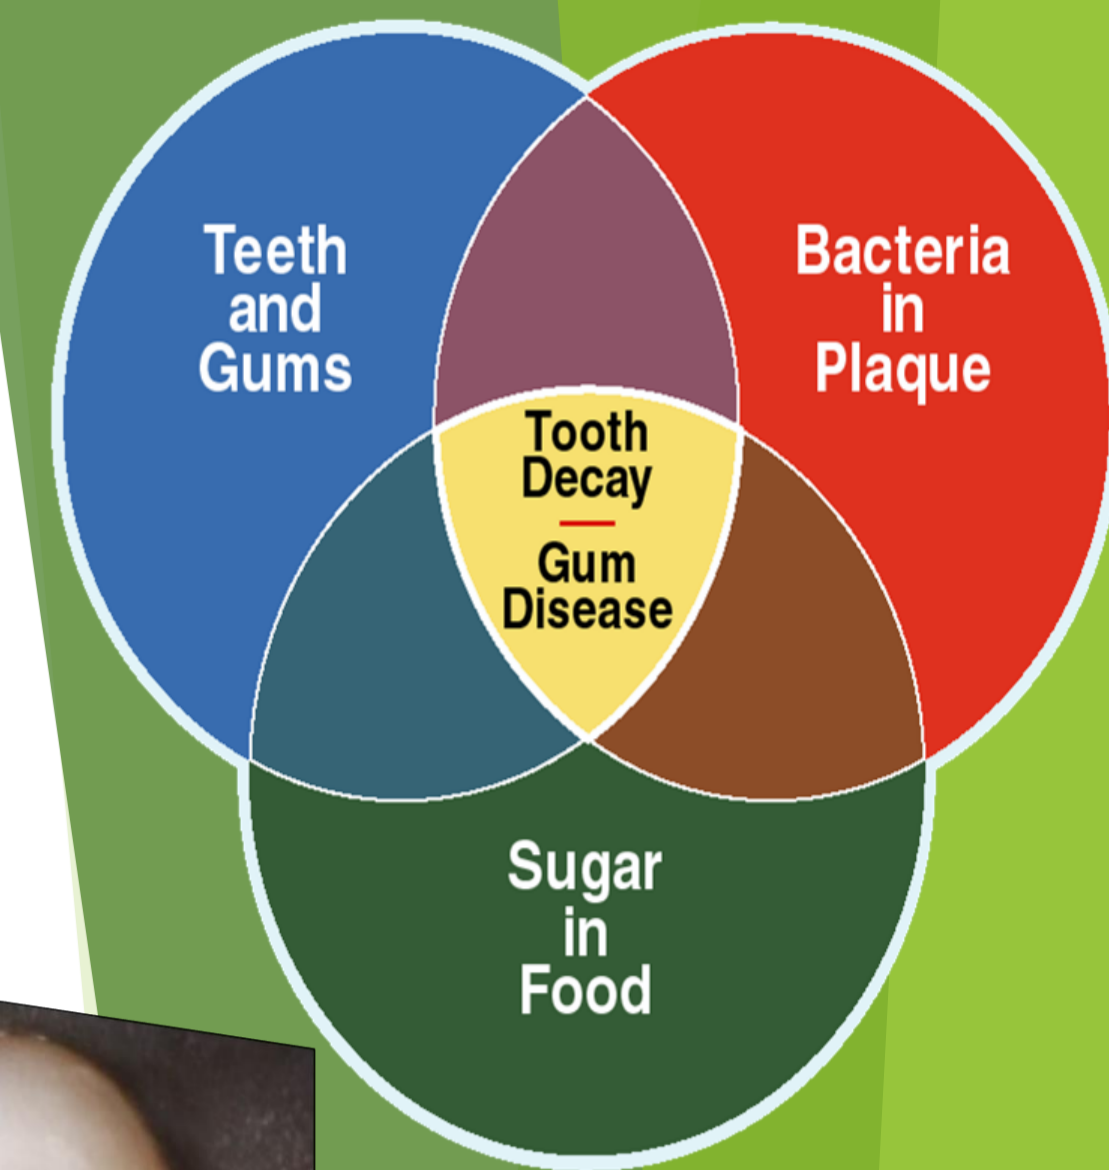 Teeth
and
Gums
Bacteria
in
Plaque
Tooth
Decay
Gum
Disease
Sugar
in
Food